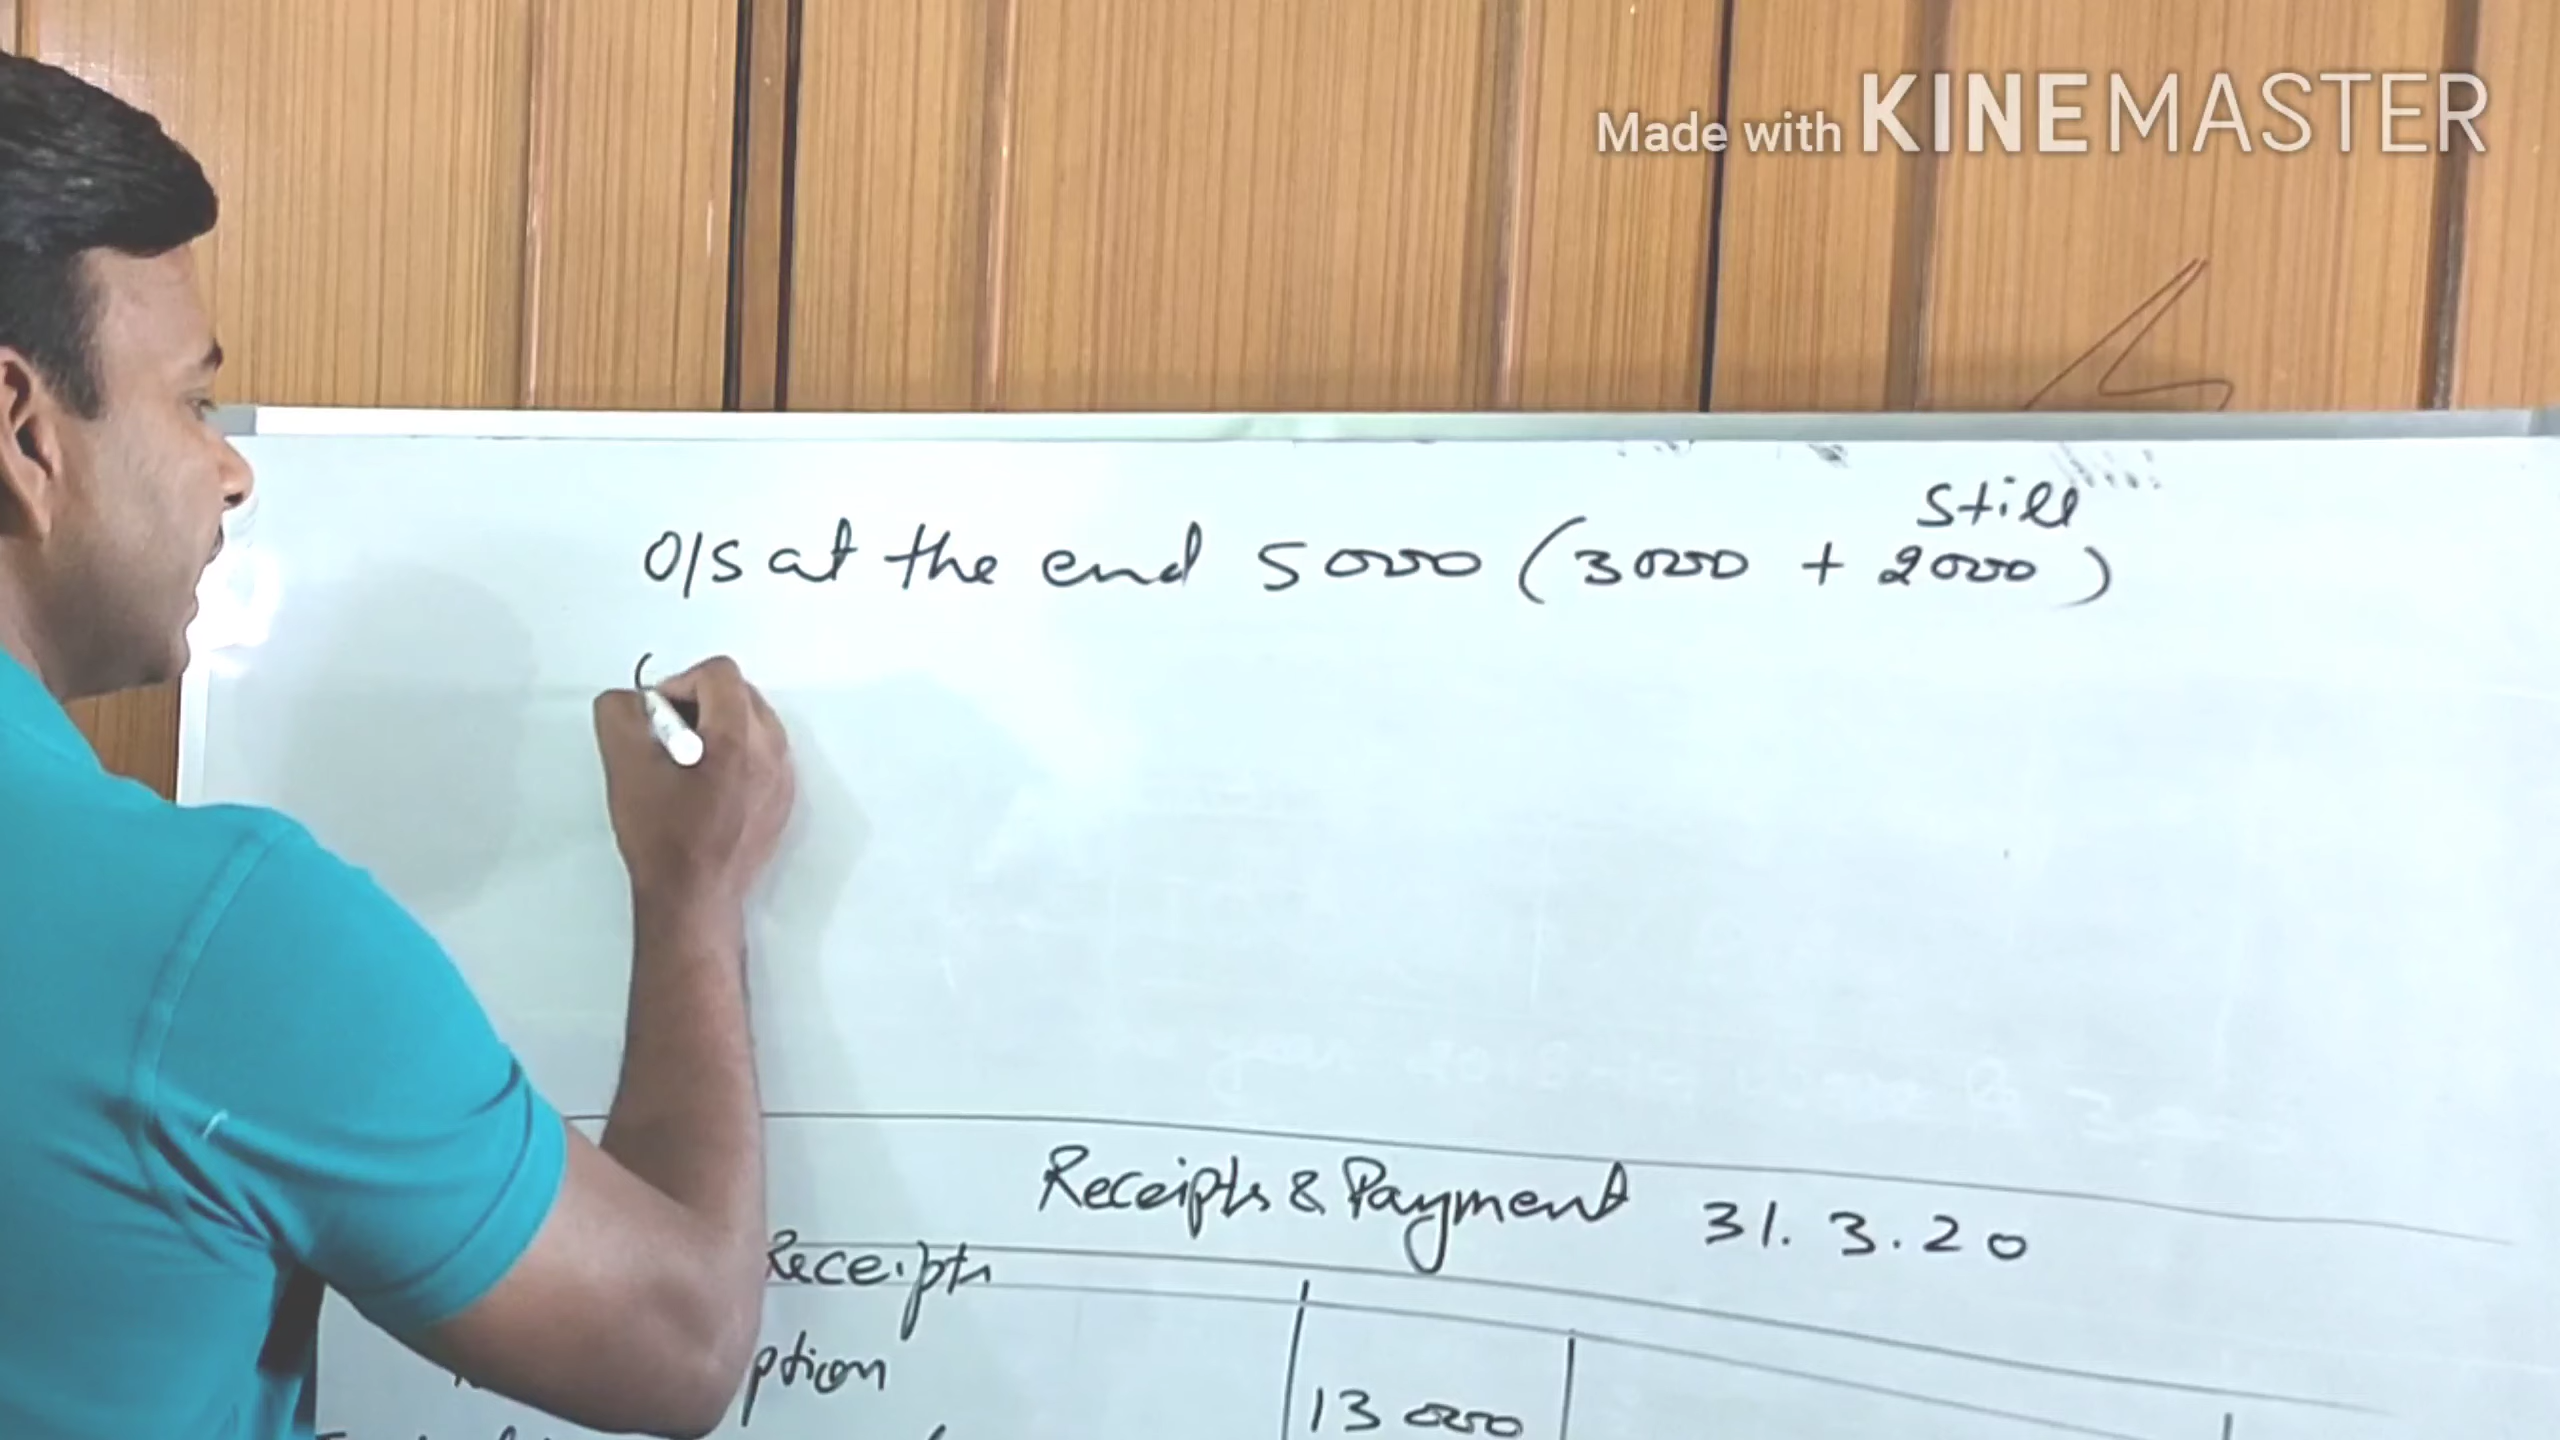 Made with KINEMASTER
Still
O/S at the end 5000 (3000 + 2000)
Receipts & Payment 31.3.20
Receipts
ption
13000